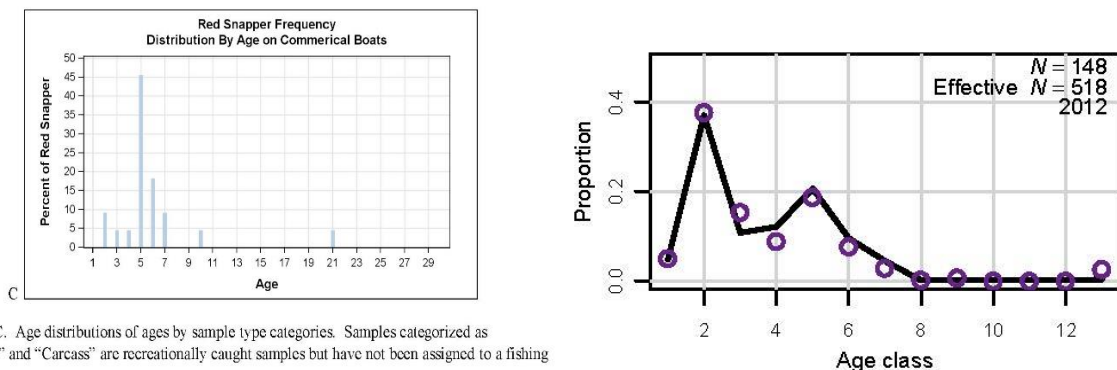 Red Snapper Frequency
Distribution By Age on Commerical Boats
Percent of Red Snapper
50
45
40
35
30
25
20
15
10
5
0
1 3 5 7 9 11 13 15 17 19 21 23 25 27 29
Age
C
C. Age distributions of ages by sample type categories. Samples categorized as
” and “Carcass” are recreationally caught samples but have not been assigned to a fishing
N = 148
Effective N = 518
2012
Proportion
0.4
0.2
0.0
2 4 6 8 10 12
Age class